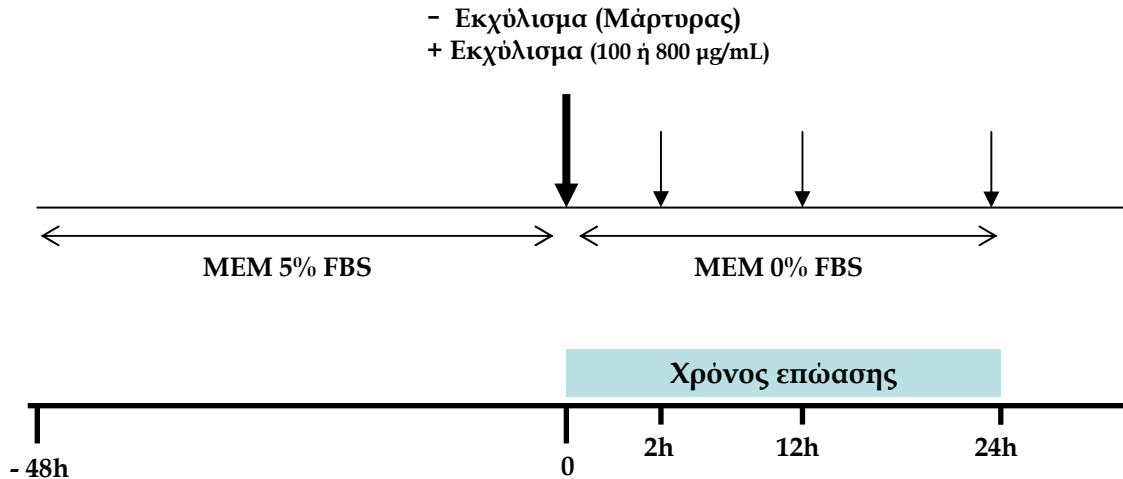 - Εκχύλισμα (Μάρτυρας)
+ Εκχύλισμα (100 ή 800 μg/mL)
MEM 5% FBS
MEM 0% FBS
Χρόνος επώασης
- 48h
0
2h
12h
24h